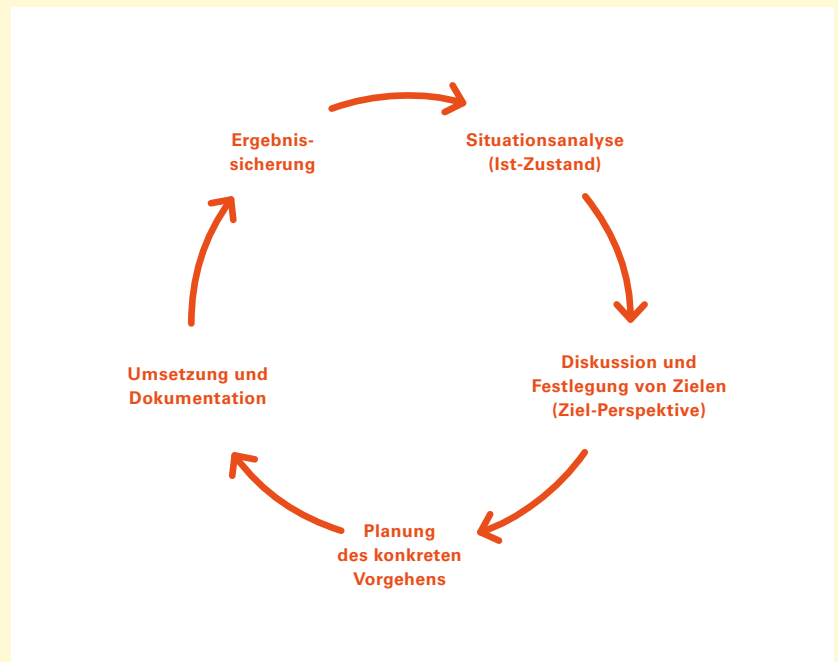 Ergebnis-
sicherung
Situationsanalyse
(Ist-Zustand)
Diskussion und
Festlegung von Zielen
(Ziel-Perspektive)
Planung
des konkreten
Vorgehens
Umsetzung und
Dokumentation